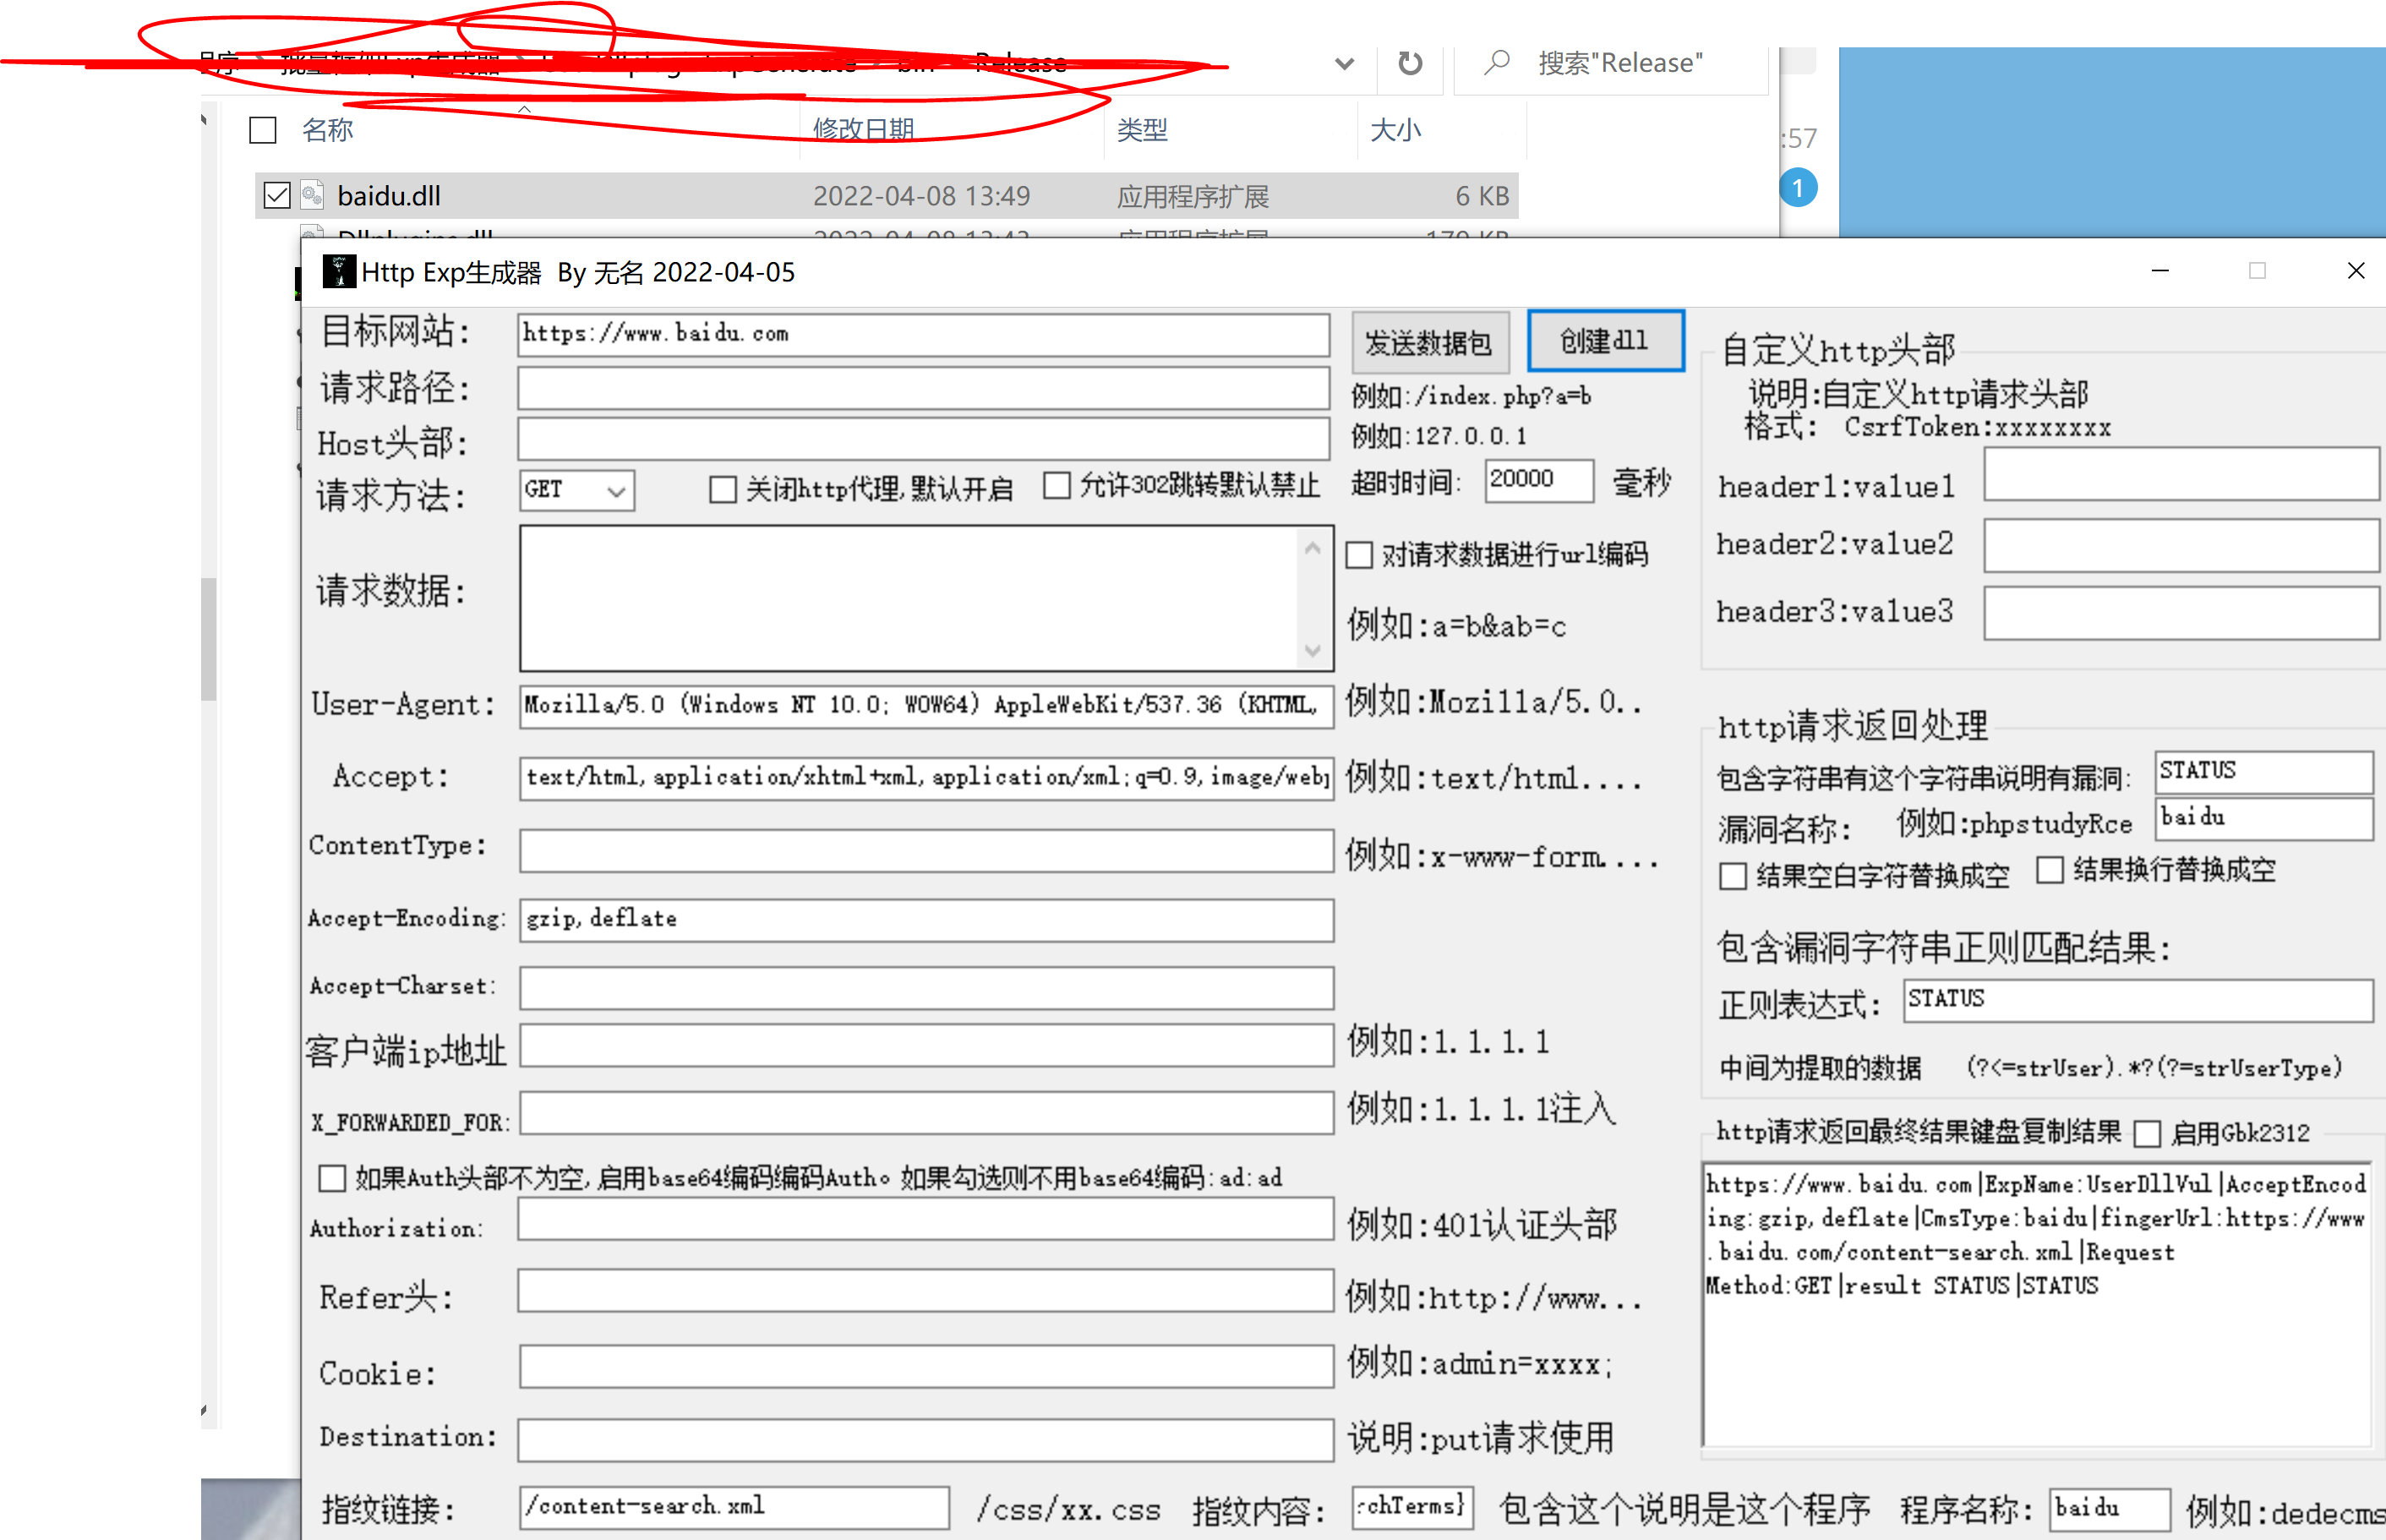 搜索"Release"
名称 修改日期 类型 大小
:57
baidu.dll 2022-04-08 13:49 应用程序扩展 6 KB
1
Http Exp生成器 By 无名 2022-04-05
目标网站: https://www.baidu.com 发送数据包 创建dll
请求路径: 例如:/index.php?a=b
Host头部: 例如:127.0.0.1
请求方法: GET 关闭http代理,默认开启 允许302跳转默认禁止 超时时间: 20000 毫秒
请求数据: 对请求数据进行url编码
例如:a=b&ab=c
User-Agent: Mozilla/5.0 (Windows NT 10.0; WOW64) AppleWebKit/537.36 (KHTML, 例如:Mozilla/5.0..
Accept: text/html,application/xhtml+xml,application/xml;q=0.9,image/web 例如:text/html....
ContentType: 例如:x-www-form....
Accept-Encoding: gzip,deflate
Accept-Charset:
客户端ip地址 例如:1.1.1.1
X_FORWARDED_FOR: 例如:1.1.1.1注入
如果Auth头部不为空,启用base64编码编码Auth。如果勾选则不用base64编码:ad:ad
Authorization: 例如:401认证头部
Refer头: 例如:http://www...
Cookie: 例如:admin=xxxx;
Destination: 说明:put请求使用
指纹链接: /content-search.xml /css/xx.css 指纹内容: chTerms} 包含这个说明是这个程序 程序名称: baidu 例如:dedecms
自定义http头部
说明:自定义http请求头部
格式: CsrfToken:xxxxxxxx
header1:value1
header2:value2
header3:value3
http请求返回处理
包含字符串有这个字符串说明有漏洞: STATUS
漏洞名称: 例如:phpstudyRce baidu
结果空白字符替换成空 结果换行替换成空
包含漏洞字符串正则匹配结果:
正则表达式: STATUS
中间为提取的数据 (?<=strUser).*?(?=strUserType)
http请求返回最终结果键盘复制结果 启用Gbk2312
https://www.baidu.com|ExpName:UserDllVul|AcceptEncod
ing:gzip,deflate|CmsType:baidu|fingerUrl:https://www
.baidu.com/content-search.xml|Request
Method:GET|result STATUS|STATUS